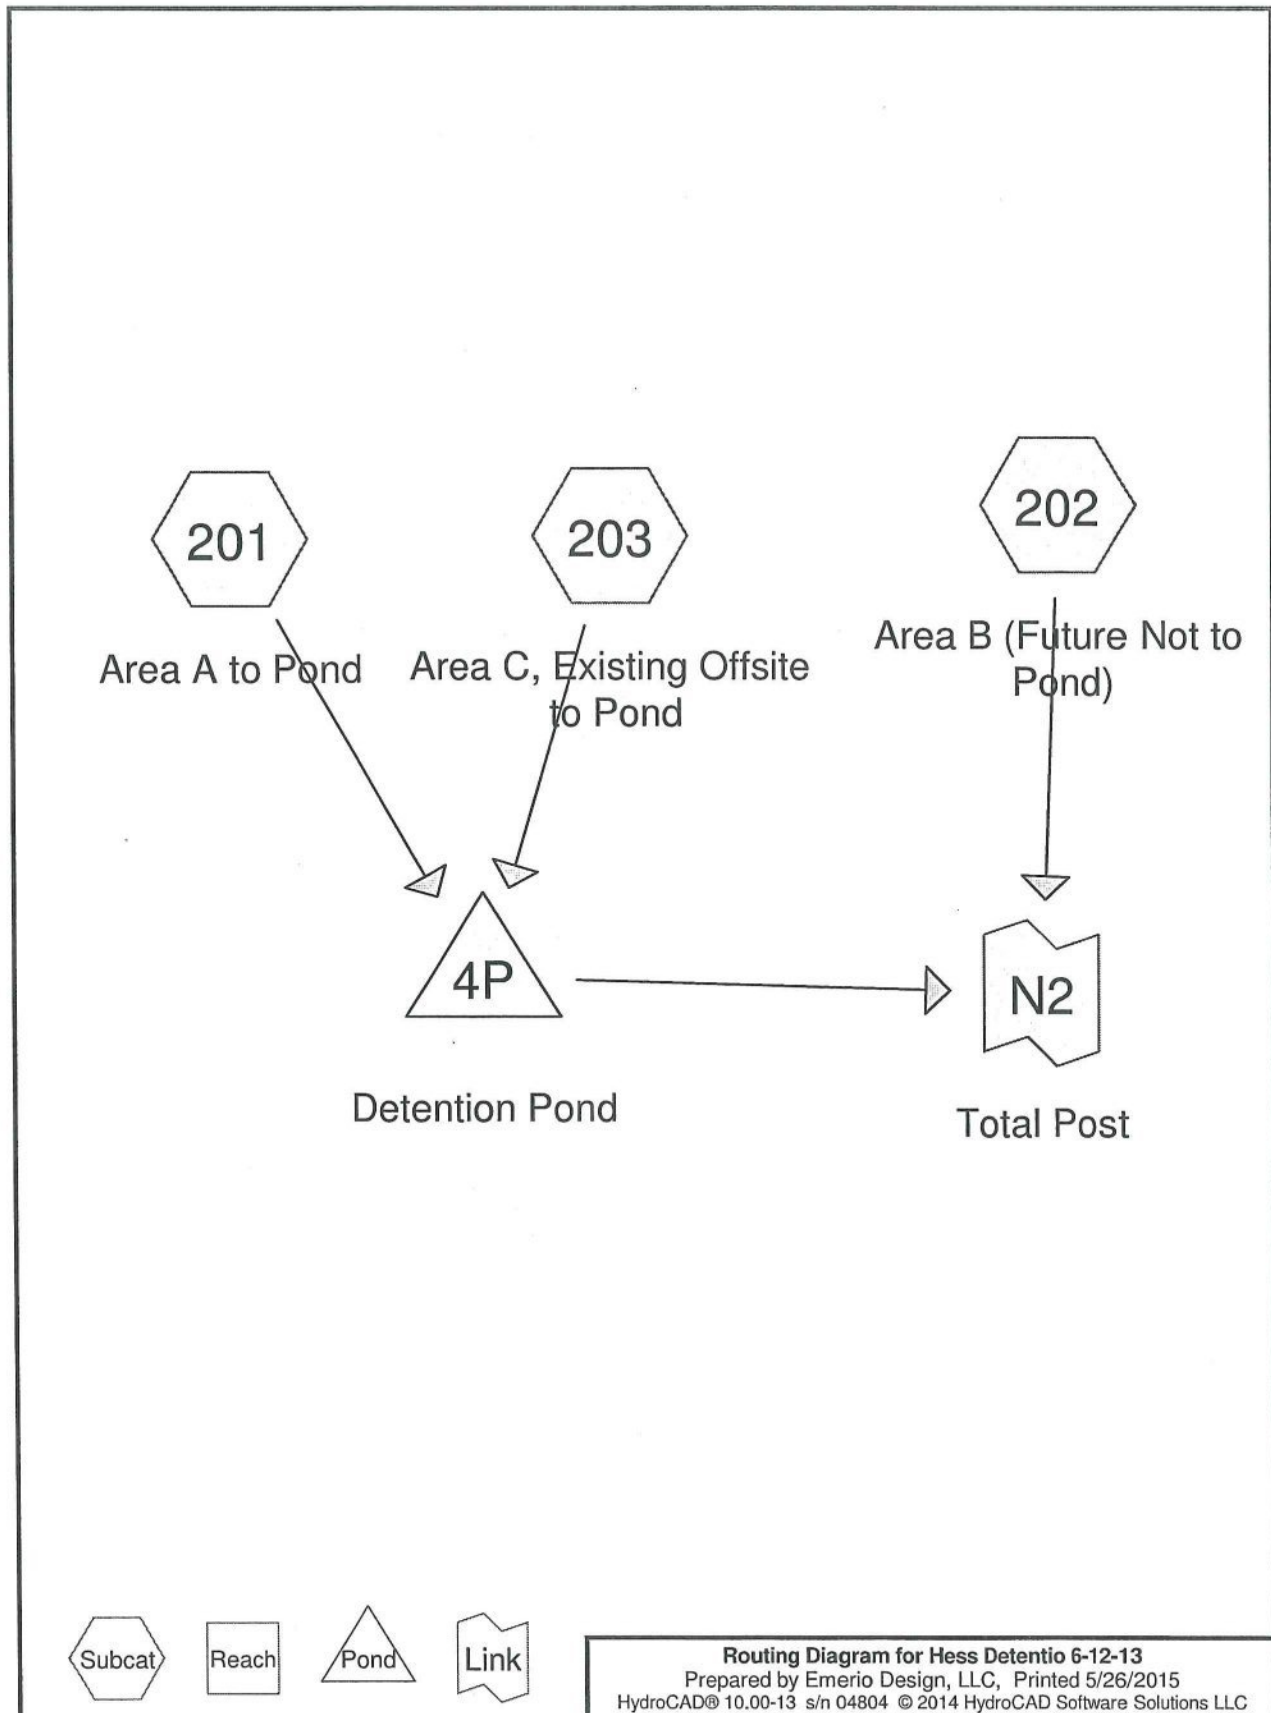 201
203
202
Area A to Pond
Area C, Existing Offsite
to Pond
Area B (Future Not to
Pond)
4P
N2
Detention Pond
Total Post
Subcat
Reach
Pond
Link
Routing Diagram for Hess Detentio 6-12-13
Prepared by Emerio Design, LLC, Printed 5/26/2015
HydroCAD® 10.00-13 s/n 04804 © 2014 HydroCAD Software Solutions LLC